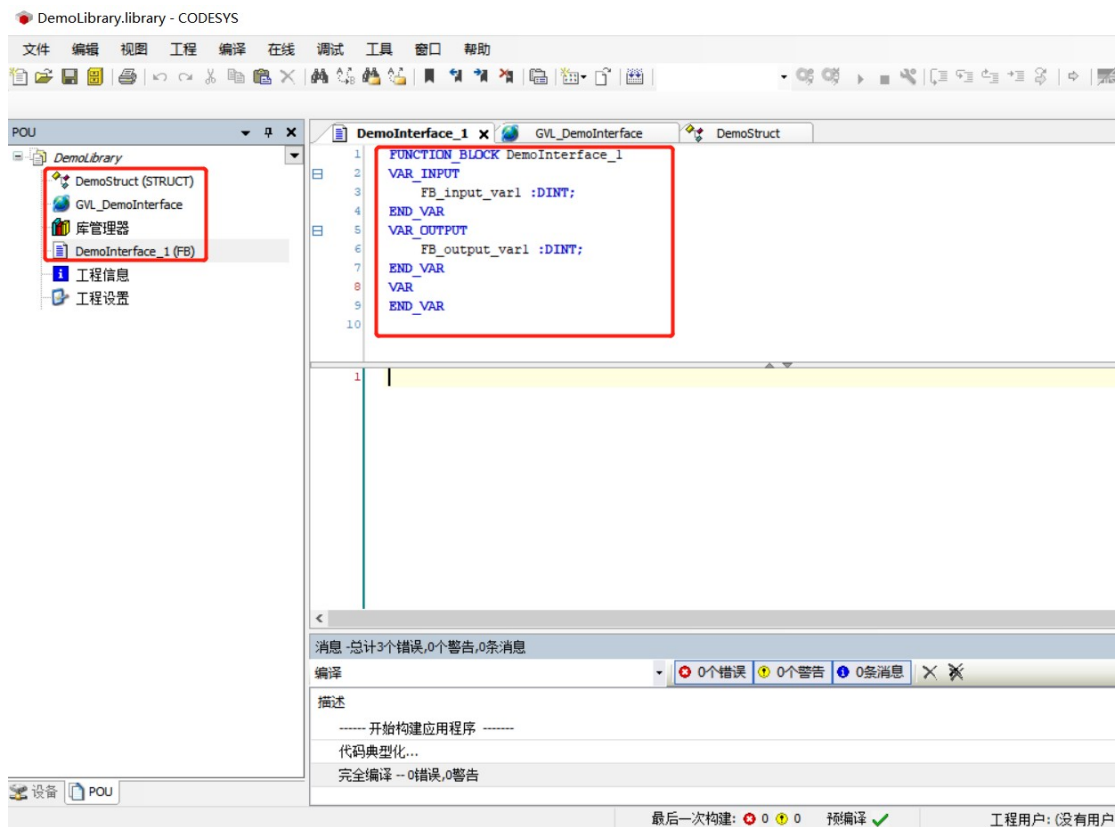 DemoLibrary.library - CODESYS
文件 编辑 视图 工程 编译 在线 调试 工具 窗口 帮助
POU
DemoLibrary
DemoStruct (STRUCT)
GVL_DemoInterface
库管理器
DemoInterface_1 (FB)
工程信息
工程设置
设备 POU
DemoInterface_1 GVL_DemoInterface DemoStruct
1 FUNCTION_BLOCK DemoInterface_1
2 VAR_INPUT
3 FB_input_var1 :DINT;
4 END_VAR
5 VAR_OUTPUT
6 FB_output_var1 :DINT;
7 END_VAR
8 VAR
9 END_VAR
10
1
消息 -总计3个错误,0个警告,0条消息
编译 0个错误 0个警告 0条消息
描述
------ 开始构建应用程序 -------
代码典型化...
完全编译 -- 0错误,0警告
最后一次构建: 0 0 预编译 工程用户: (没有用户